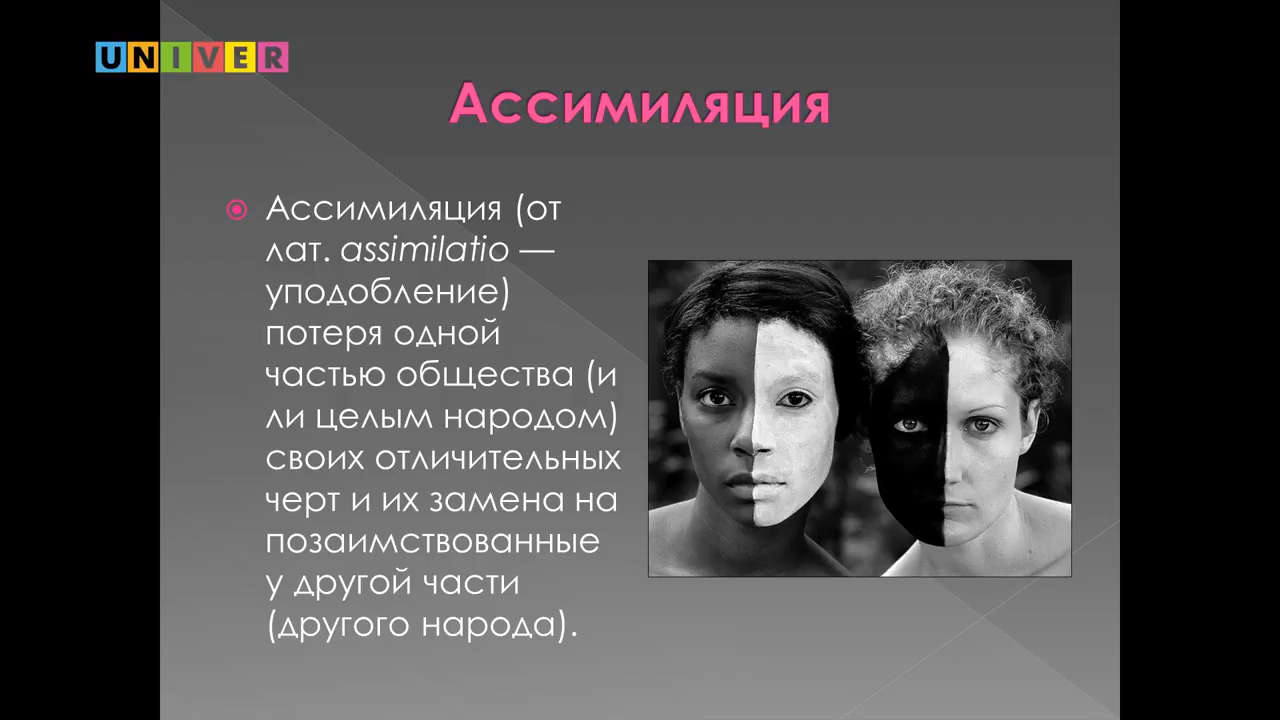 UNIVER
Ассимиляция
Ассимиляция (от
лат. assimilatio —
уподобление)
потеря одной
частью общества (и
ли целым народом)
своих отличительных
черт и их замена на
позаимствованные
у другой части
(другого народа).